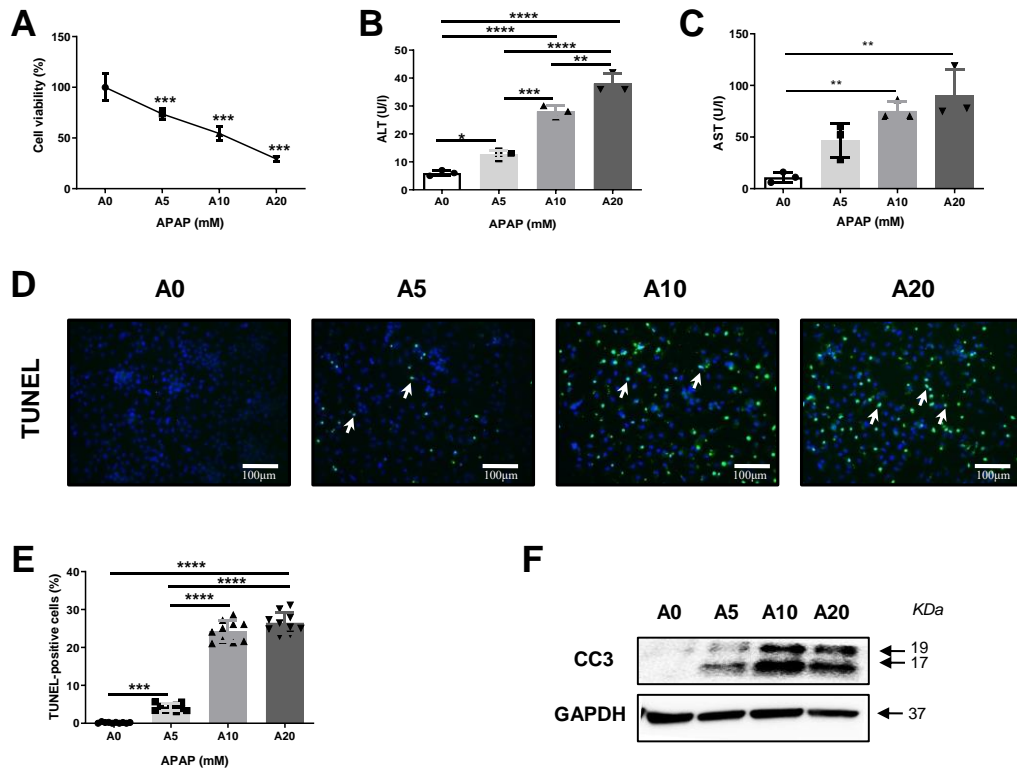 A
Cell viability (%)
150
100
50
0
***
***
***
A0 A5 A10 A20
APAP (mM)
B
ALT (U/l)
50
40
30
20
10
0
****
****
****
**
***
*
A0 A5 A10 A20
APAP (mM)
C
AST (U/l)
150
100
50
0
**
**
A0 A5 A10 A20
APAP (mM)
D
A0 A5 A10 A20
TUNEL
100μm 100μm 100μm 100μm
E
TUNEL-positive cells (%)
40
30
20
10
0
****
****
****
***
A0 A5 A10 A20
APAP (mM)
F
A0 A5 A10 A20 KDa
CC3
19
17
GAPDH 37